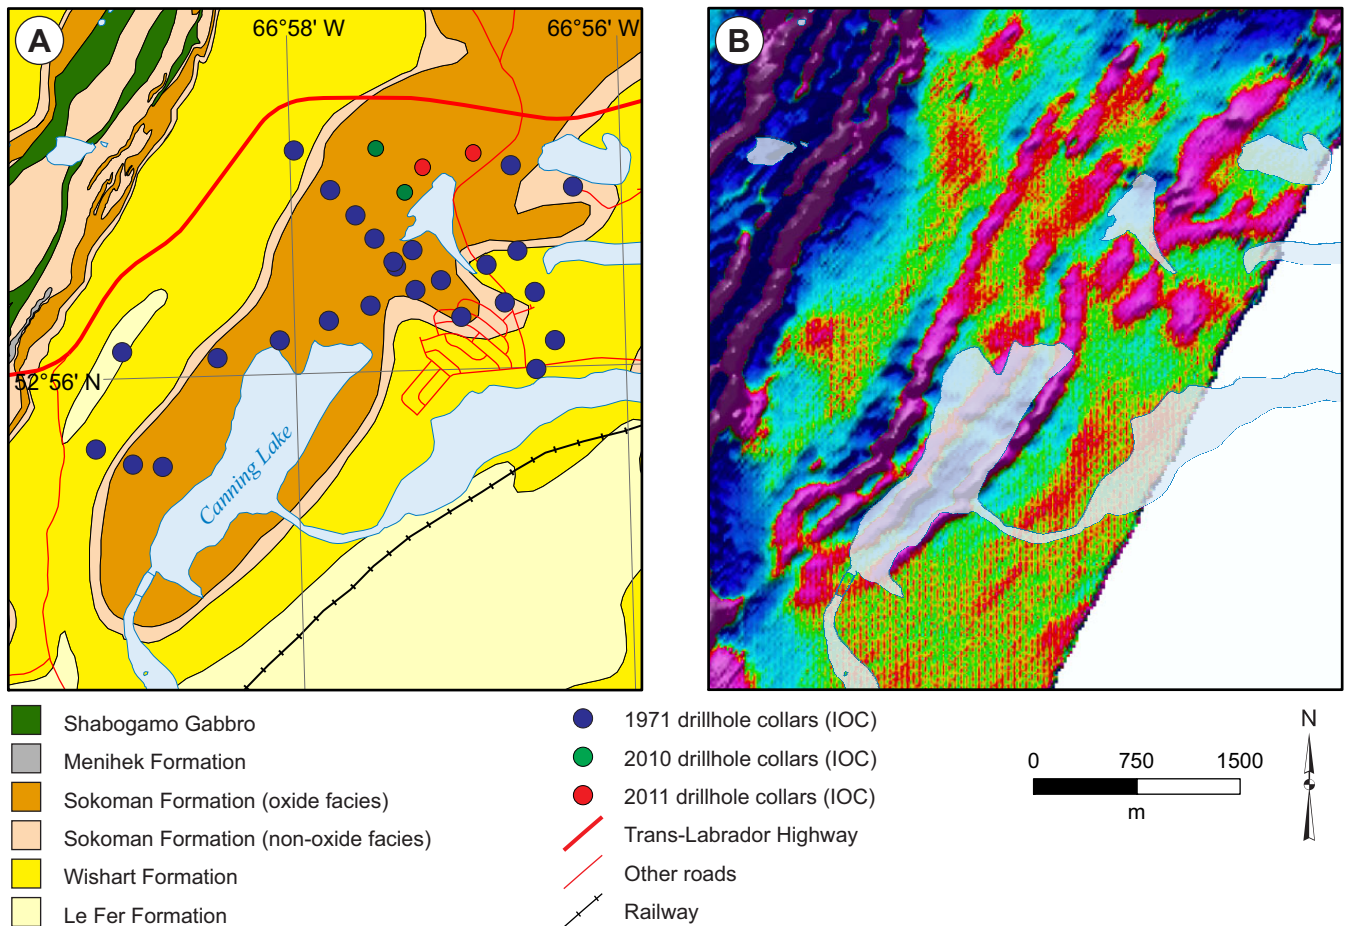 A
66°58' W
66°56' W
B
52°56' N
Canning Lake
Shabogamo Gabbro
Menihek Formation
Sokoman Formation (oxide facies)
Sokoman Formation (non-oxide facies)
Wishart Formation
Le Fer Formation
1971 drillhole collars (IOC)
2010 drillhole collars (IOC)
2011 drillhole collars (IOC)
Trans-Labrador Highway
Other roads
Railway
0 750 1500
m
N